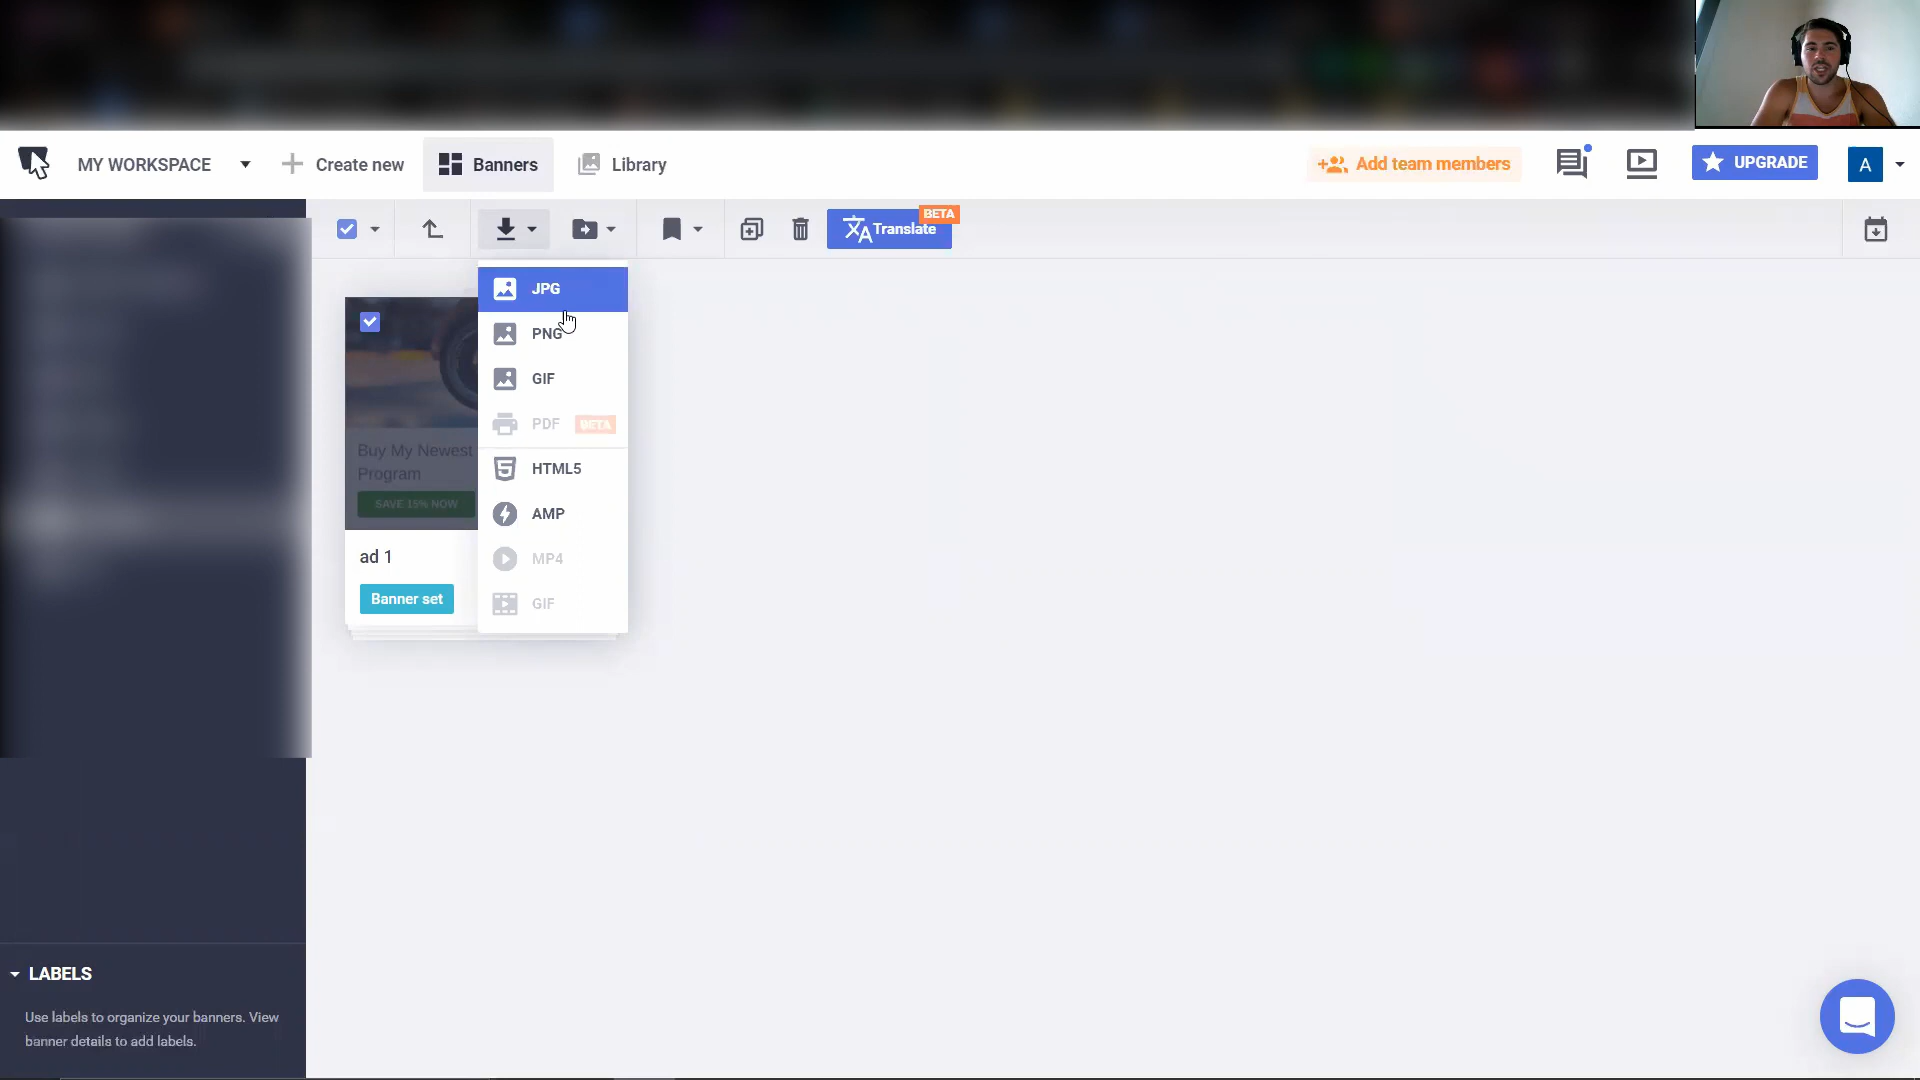 MY WORKSPACE
Create new
Banners
Library
Add team members
UPGRADE
A
Translate
BETA
JPG
PNG
GIF
PDF
BETA
HTML5
AMP
MP4
GIF
Buy My Newest
Program
SAVE 15% NOW
ad 1
Banner set
LABELS
Use labels to organize your banners. View
banner details to add labels.